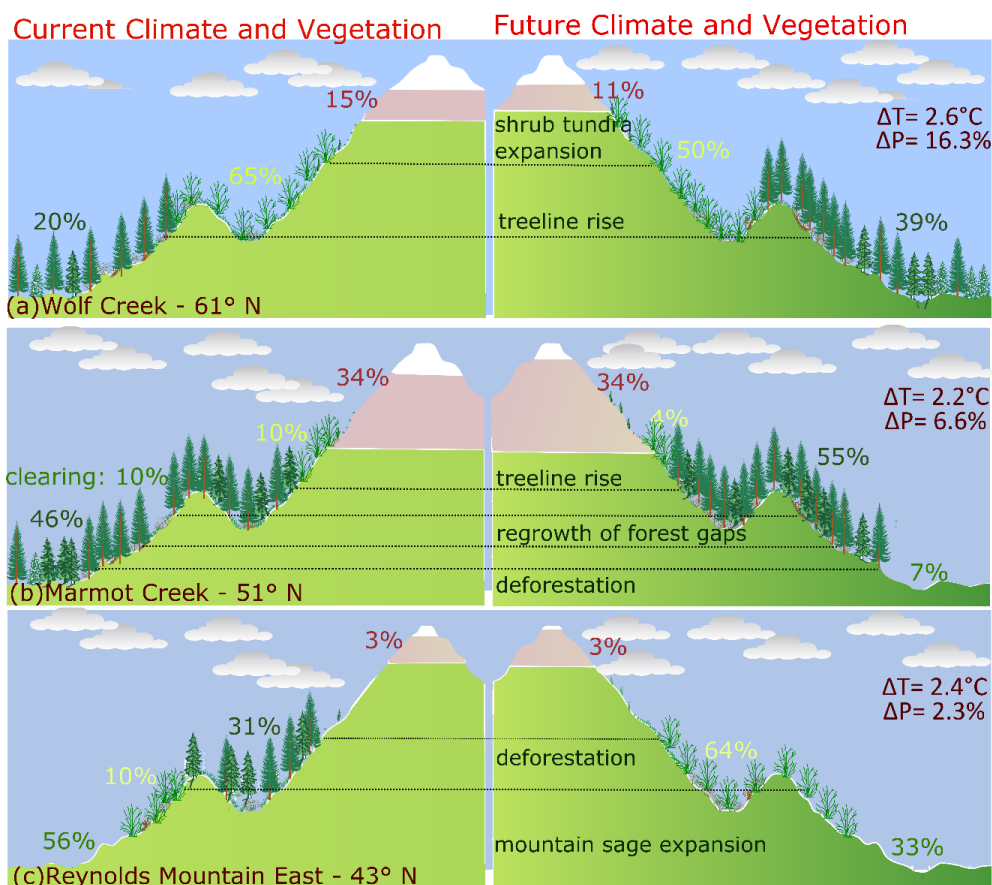 Current Climate and Vegetation
Future Climate and Vegetation
15%
65%
20%
(a)Wolf Creek - 61° N
11%
shrub tundra
expansion
50%
treeline rise
39%
ΔT= 2.6°C
ΔP= 16.3%
34%
10%
clearing: 10%
46%
(b)Marmot Creek - 51° N
34%
4%
treeline rise
55%
regrowth of forest gaps
deforestation
7%
ΔT= 2.2°C
ΔP= 6.6%
3%
31%
10%
56%
(c)Reynolds Mountain East - 43° N
3%
deforestation
64%
mountain sage expansion
33%
ΔT= 2.4°C
ΔP= 2.3%